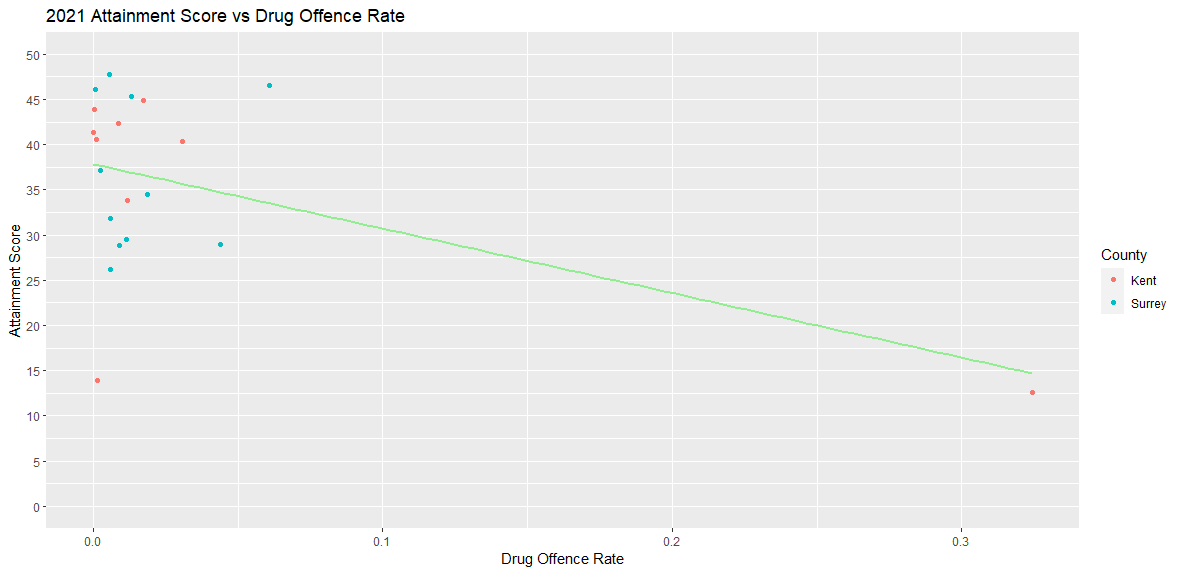 2021 Attainment Score vs Drug Offence Rate
50
45
40
35
30
25
20
15
10
5
0
Attainment Score
0.0
0.1
0.2
0.3
Drug Offence Rate
County
Kent
Surrey